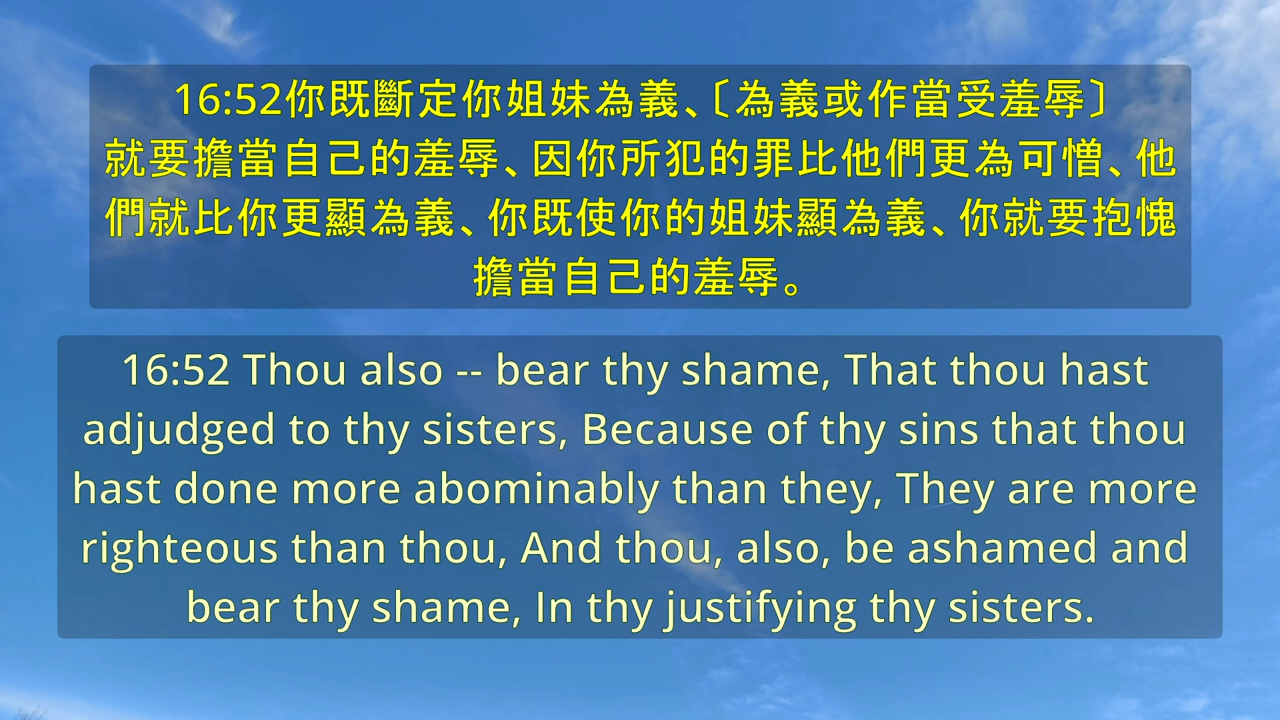 16:52你既斷定你姐妹為義、〔為義或作當受羞辱〕
就要擔當自己的羞辱、因你所犯的罪比他們更為可憎、他
們就比你更顯為義、你既使你的姐妹顯為義、你就要抱愧
擔當自己的羞辱。
16:52 Thou also -- bear thy shame, That thou hast
adjudged to thy sisters, Because of thy sins that thou
hast done more abominably than they, They are more
righteous than thou, And thou, also, be ashamed and
bear thy shame, In thy justifying thy sisters.